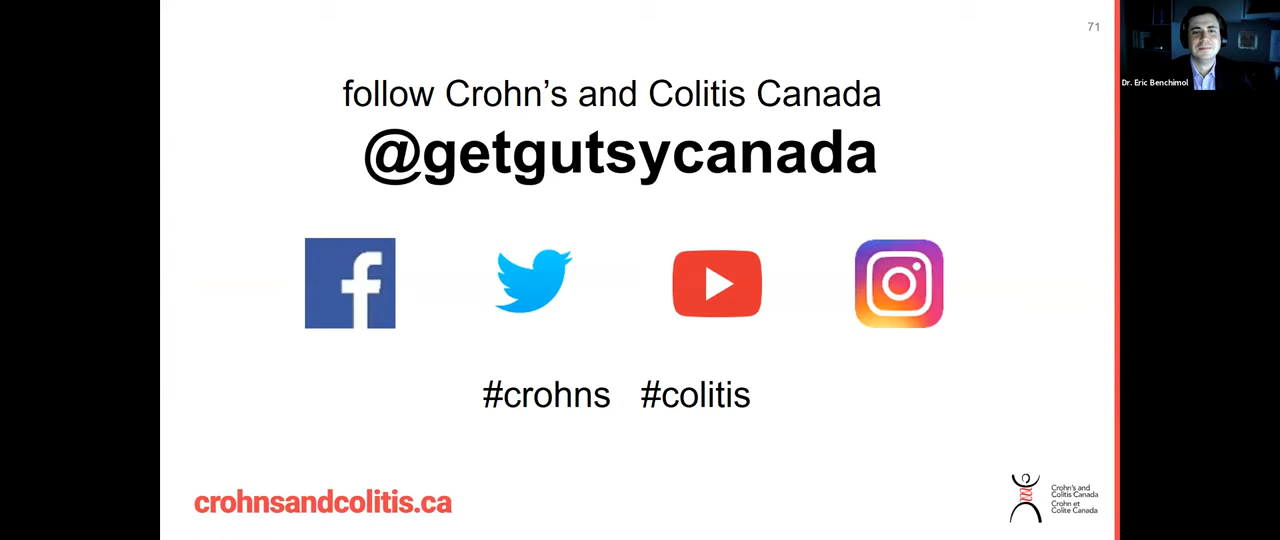 71
Dr. Eric Benchimol
follow Crohn’s and Colitis Canada
@getgutsycanada
#crohns #colitis
crohnsandcolitis.ca
Crohn's and
Colitis Canada
Crohn et
Colite Canada